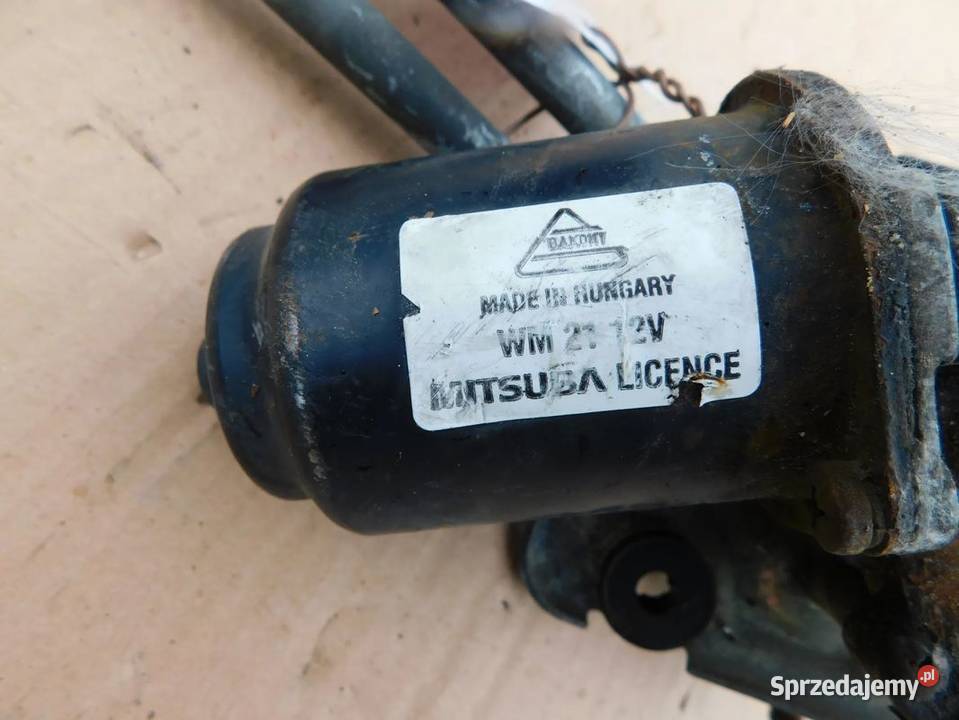 BAKONY
MADE IN HUNGARY
WM 21 12V
MITSUBA LICENCE
Sprzedajemy.pl